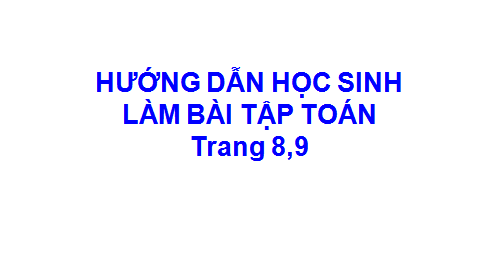 HƯỚNG DẪN HỌC SINH
LÀM BÀI TẬP TOÁN
Trang 8,9